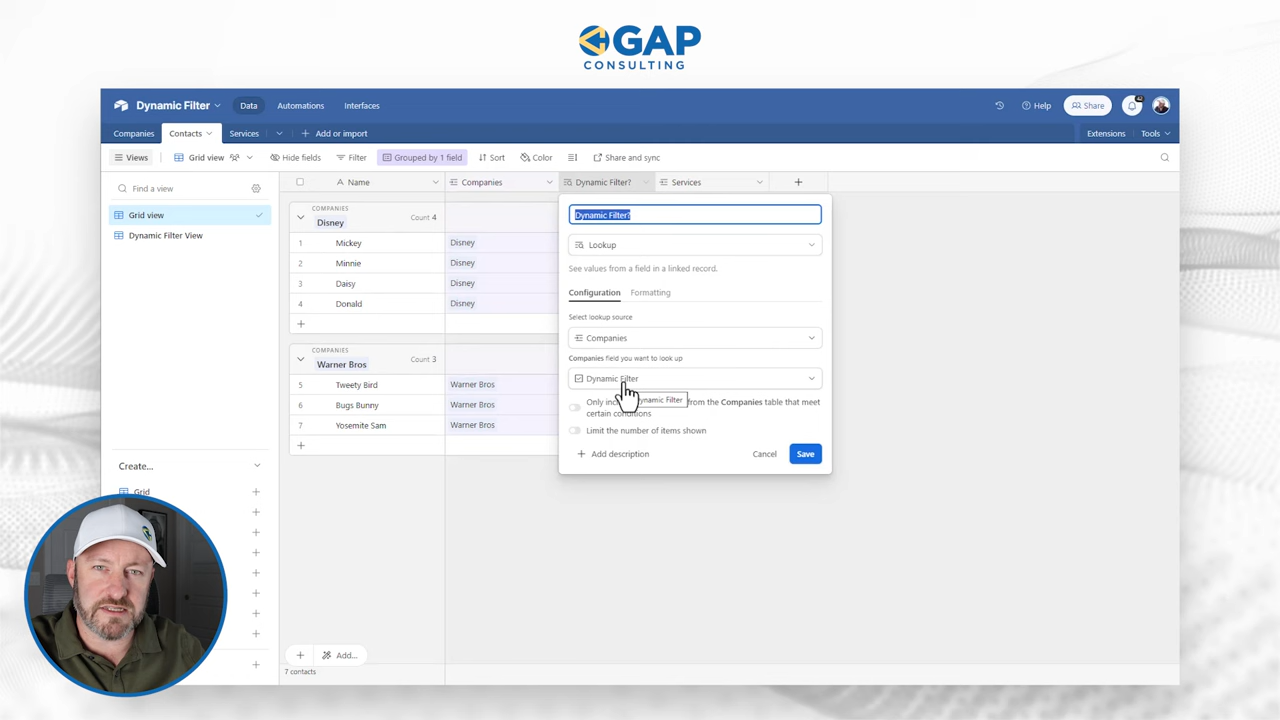 GAP
CONSULTING
Dynamic Filter
Data
Automations
Interfaces
Help
Share
Companies
Contacts
Services
Add or import
Extensions
Tools
Views
Grid view
Hide fields
Filter
Grouped by 1 field
Sort
Color
Share and sync
Find a view
Grid view
Dynamic Filter View
Create...
Grid
Name
Companies
Dynamic Filter?
Services
COMPANIES
Disney
Count 4
1 Mickey Disney
2 Minnie Disney
3 Daisy Disney
4 Donald Disney
COMPANIES
Warner Bros
Count 3
5 Tweety Bird Warner Bros
6 Bugs Bunny Warner Bros
7 Yosemite Sam Warner Bros
Add...
7 contacts
Dynamic Filter?
Lookup
See values from a field in a linked record.
Configuration
Formatting
Select lookup source
Companies
Companies field you want to look up
Dynamic Filter
Dynamic Filter
Only from the Companies table that meet
certain conditions
Limit the number of items shown
Add description
Cancel
Save